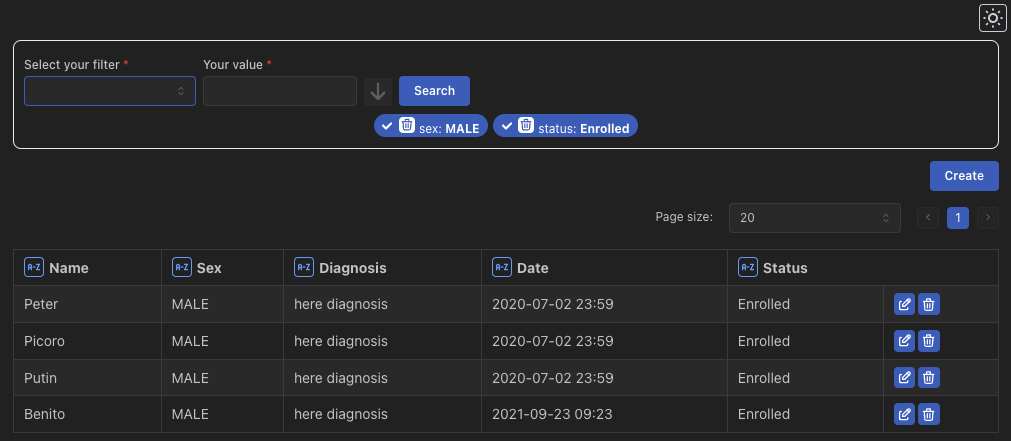 Select your filter * Your value *
Search
sex: MALE status: Enrolled
Create
Page size: 20 1
A-Z Name A-Z Sex A-Z Diagnosis A-Z Date A-Z Status
Peter MALE here diagnosis 2020-07-02 23:59 Enrolled
Picoro MALE here diagnosis 2020-07-02 23:59 Enrolled
Putin MALE here diagnosis 2020-07-02 23:59 Enrolled
Benito MALE here diagnosis 2021-09-23 09:23 Enrolled